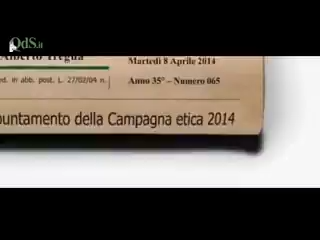 QdS.it
Alberto Tregua
Martedì 8 Aprile 2014
ed. in abb. post. L. 27/02/04 n.
Anno 35° – Numero 065
puntamento della Campagna etica 2014